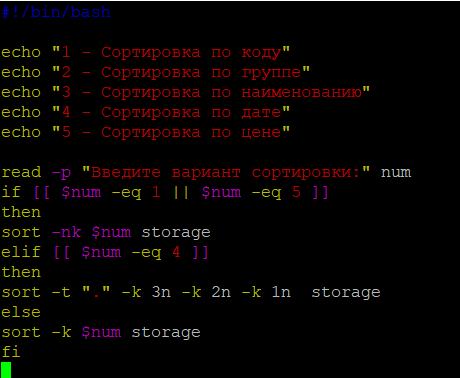 #!/bin/bash

echo "1 - Сортировка по коду"
echo "2 - Сортировка по группе"
echo "3 - Сортировка по наименованию"
echo "4 - Сортировка по дате"
echo "5 - Сортировка по цене"

read -p "Введите вариант сортировки:" num
if [[ $num -eq 1 || $num -eq 5 ]]
then
sort -nk $num storage
elif [[ $num -eq 4 ]]
then
sort -t "." -k 3n -k 2n -k 1n  storage
else
sort -k $num storage
fi